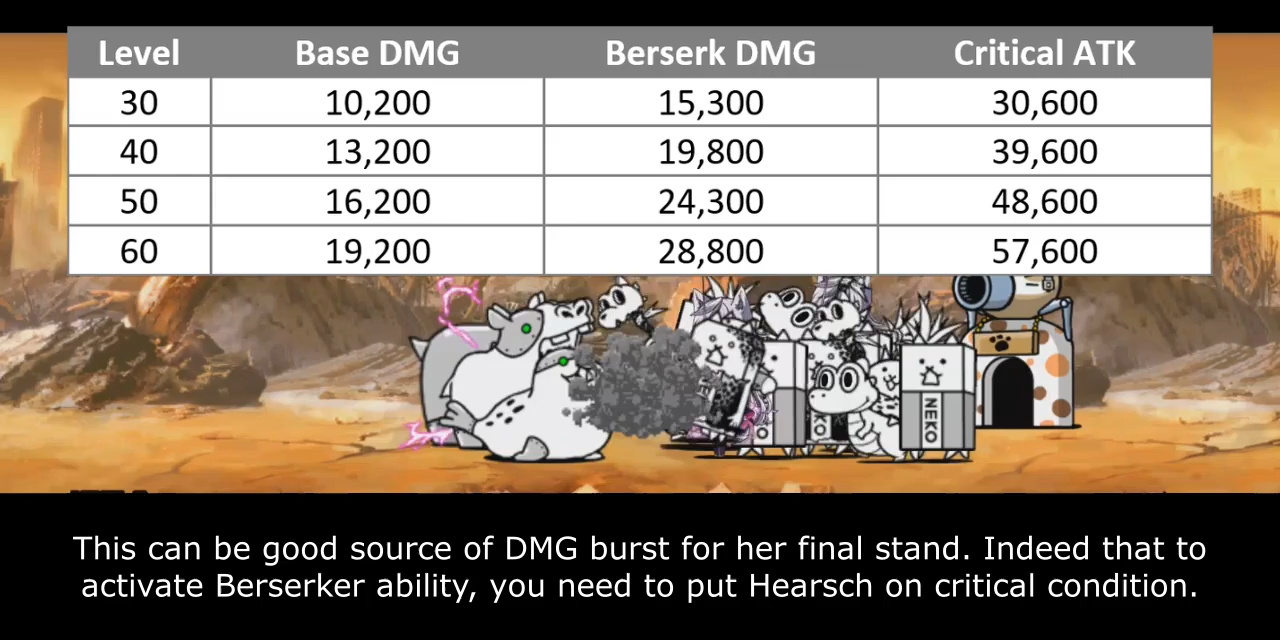 Level Base DMG Berserk DMG Critical ATK
30 10,200 15,300 30,600
40 13,200 19,800 39,600
50 16,200 24,300 48,600
60 19,200 28,800 57,600
NEKO
This can be good source of DMG burst for her final stand. Indeed that to
activate Berserker ability, you need to put Hearsch on critical condition.